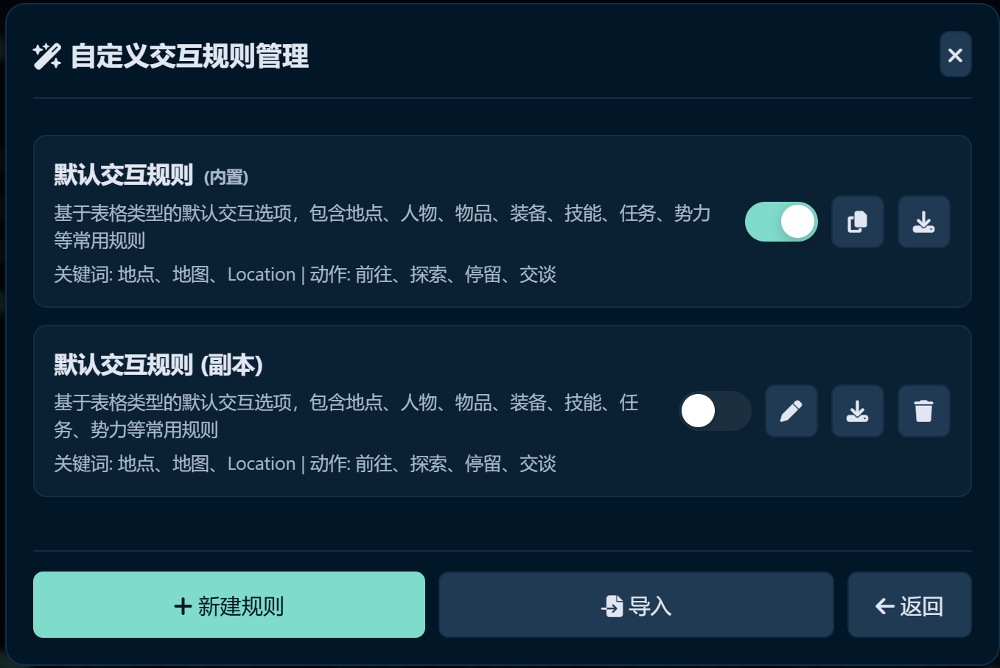 自定义交互规则管理
默认交互规则 (内置)
基于表格类型的默认交互选项，包含地点、人物、物品、装备、技能、任务、势力
等常用规则
关键词: 地点、地图、Location | 动作: 前往、探索、停留、交谈
默认交互规则 (副本)
基于表格类型的默认交互选项，包含地点、人物、物品、装备、技能、任
务、势力等常用规则
关键词: 地点、地图、Location | 动作: 前往、探索、停留、交谈
新建规则
导入
返回